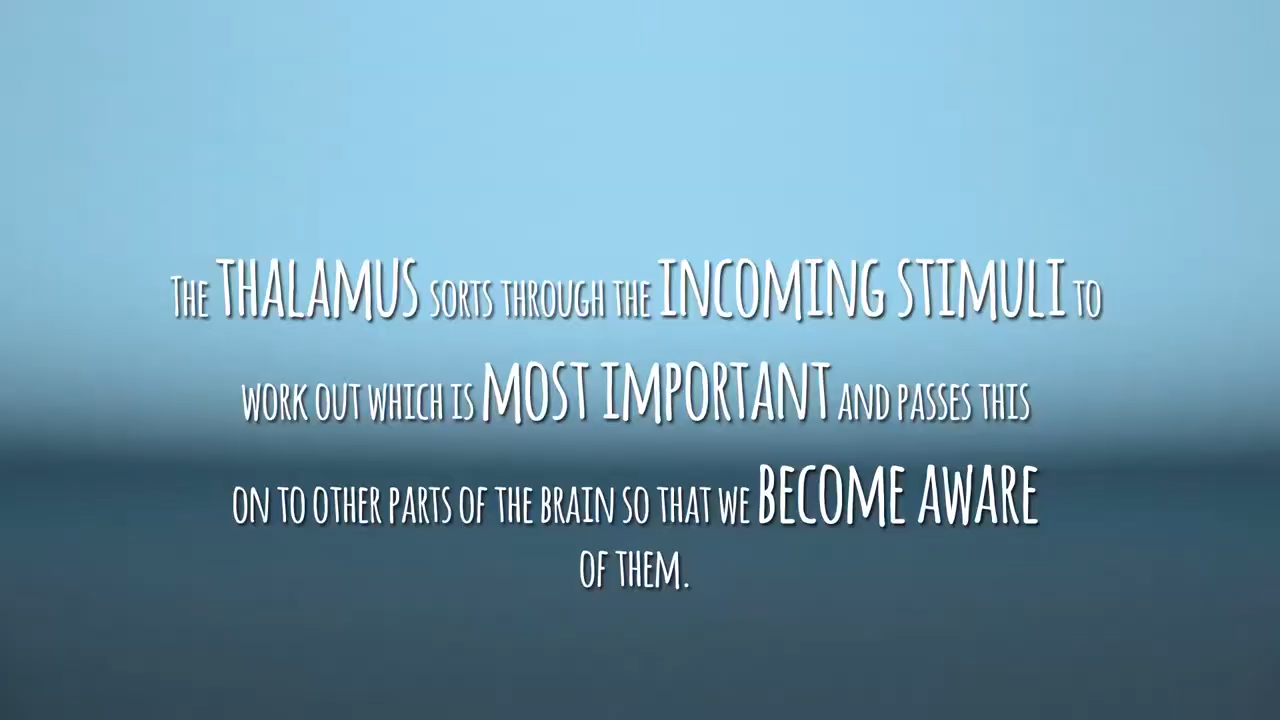 The THALAMUS SORTS THROUGH THE INCOMING STIMULI TO
WORK OUT WHICH IS MOST IMPORTANT AND PASSES THIS
ON TO OTHER PARTS OF THE BRAIN SO THAT WE BECOME AWARE
OF THEM.